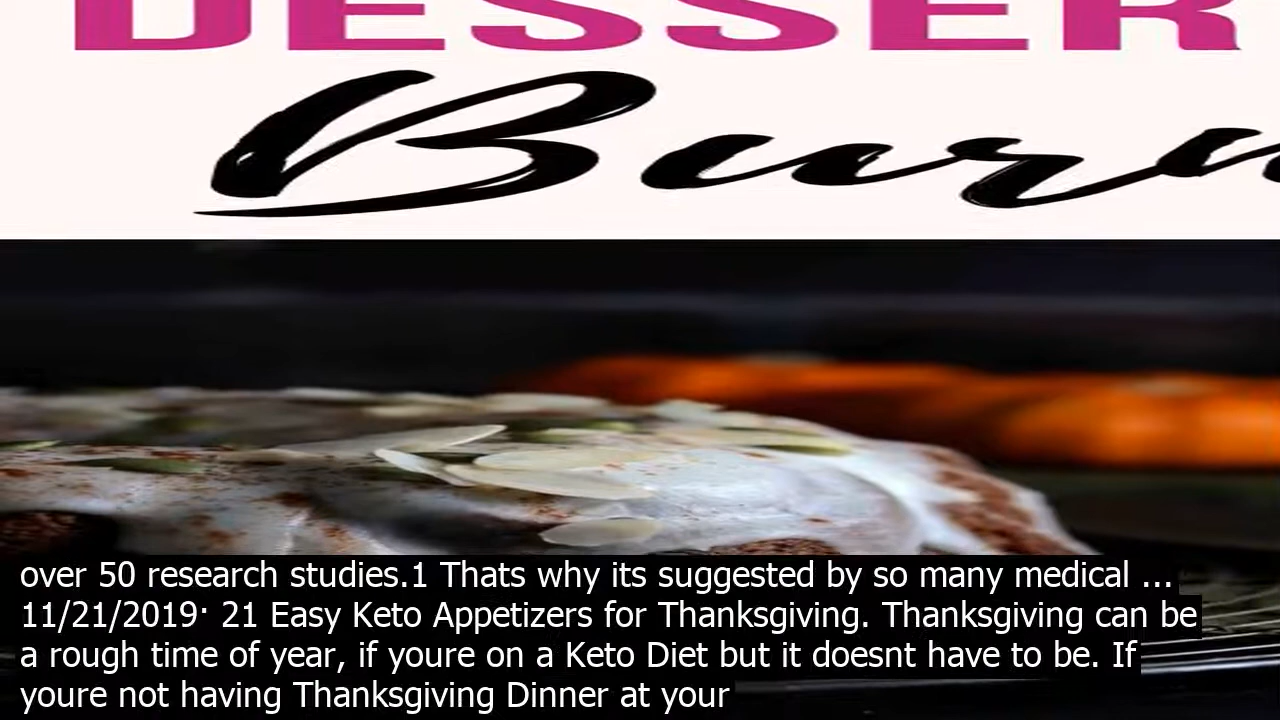 DESSER
Burn
over 50 research studies.1 Thats why its suggested by so many medical ...
11/21/2019· 21 Easy Keto Appetizers for Thanksgiving. Thanksgiving can be
a rough time of year, if youre on a Keto Diet but it doesnt have to be. If
youre not having Thanksgiving Dinner at your